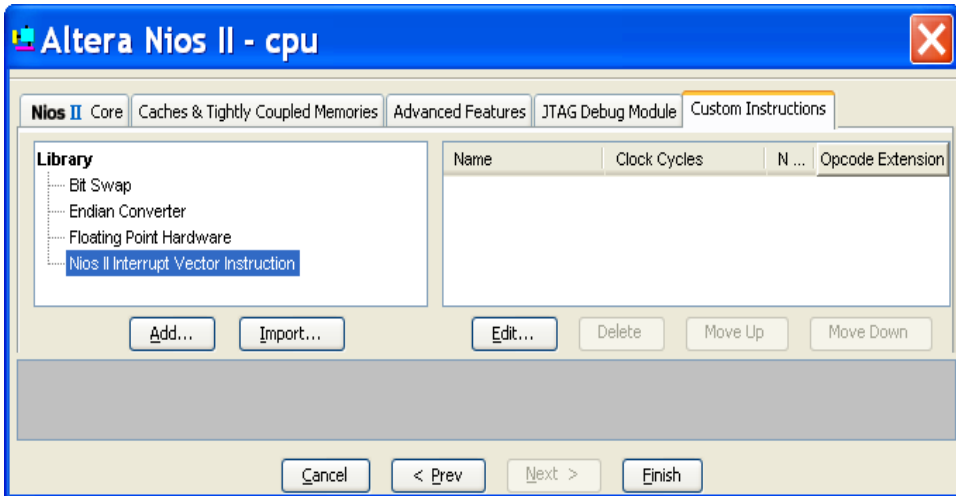 Altera Nios II - cpu
Nios II Core Caches & Tightly Coupled Memories Advanced Features JTAG Debug Module Custom Instructions
Library
Bit Swap
Endian Converter
Floating Point Hardware
Nios II Interrupt Vector Instruction
Name Clock Cycles N ... Opcode Extension
Add... Import... Edit... Delete Move Up Move Down
Cancel < Prev Next > Finish